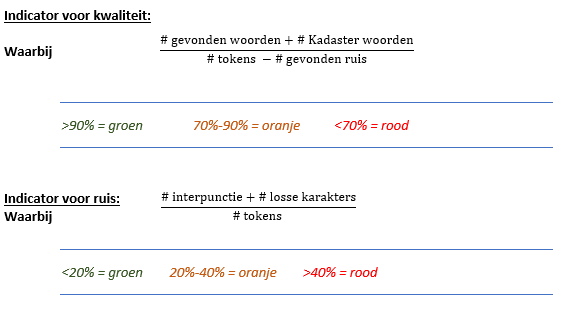 Indicator voor kwaliteit:
Waarbij
# gevonden woorden + # Kadaster woorden
# tokens − # gevonden ruis
>90% = groen 70%-90% = oranje <70% = rood
Indicator voor ruis:
Waarbij
# interpunctie + # losse karakters
# tokens
<20% = groen 20%-40% = oranje >40% = rood